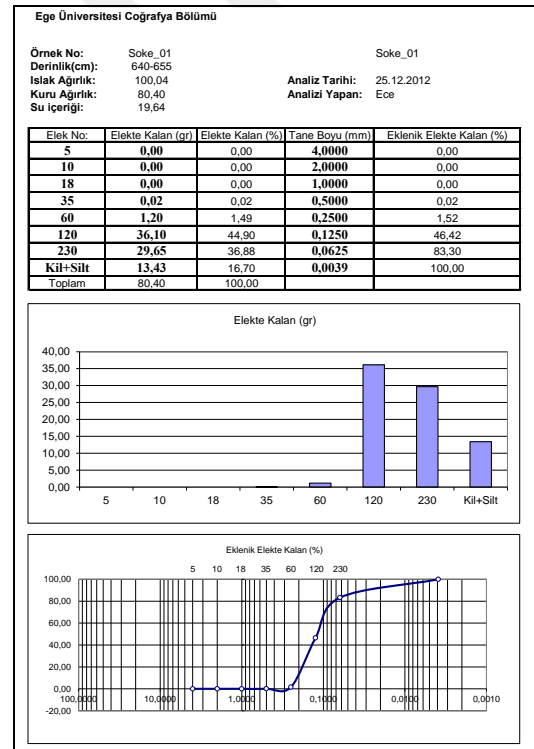 Ege Üniversitesi Coğrafya Bölümü
Örnek No: Soke_01 Soke_01
Derinlik(cm): 640-655
Islak Ağırlık: 100,04 Analiz Tarihi: 25.12.2012
Kuru Ağırlık: 80,40 Analizi Yapan: Ece
Su içeriği: 19,64
Elek No: Elekte Kalan (gr) Elekte Kalan (%) Tane Boyu (mm) Eklenik Elekte Kalan (%)
5 0,00 0,00 4,0000 0,00
10 0,00 0,00 2,0000 0,00
18 0,00 0,00 1,0000 0,00
35 0,02 0,02 0,5000 0,02
60 1,20 1,49 0,2500 1,52
120 36,10 44,90 0,1250 46,42
230 29,65 36,88 0,0625 83,30
Kil+Silt 13,43 16,70 0,0039 100,00
Toplam 80,40 100,00
Elekte Kalan (gr)
40,00
35,00
30,00
25,00
20,00
15,00
10,00
5,00
0,00
5 10 18 35 60 120 230 Kil+Silt
Eklenik Elekte Kalan (%)
5 10 18 35 60 120 230
100,00
80,00
60,00
40,00
20,00
0,00
100,0000 10,0000 1,0000 0,1000 0,0100 0,0010
-20,00